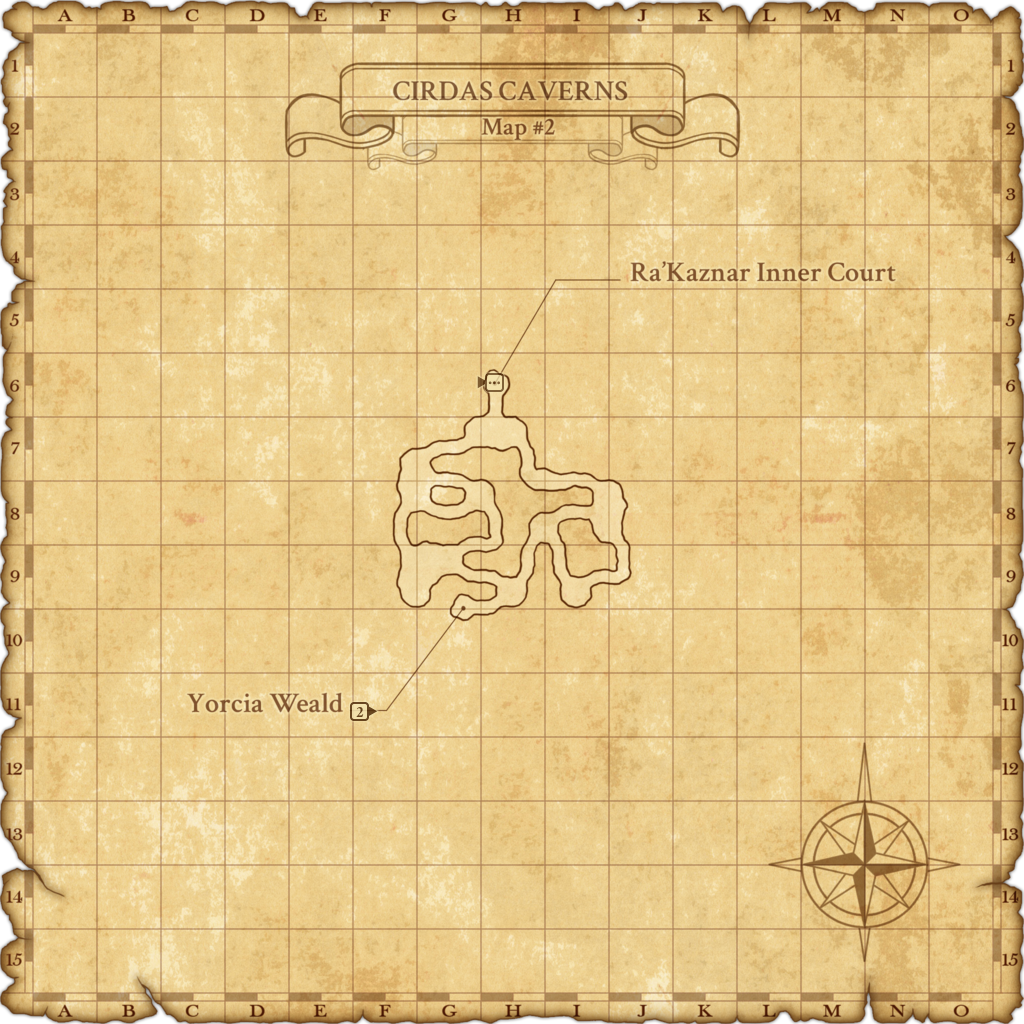 A B C D E F G H I J K L M N O
1 1
CIRDAS CAVERNS
2 Map #2 2
3 3
4 4
Ra'Kaznar Inner Court
5 5
6 6
7 7
8 8
9 9
10 10
Yorcia Weald 2
11 11
12 12
13 13
14 14
15 15
A B C D E F G H I J K L M N O